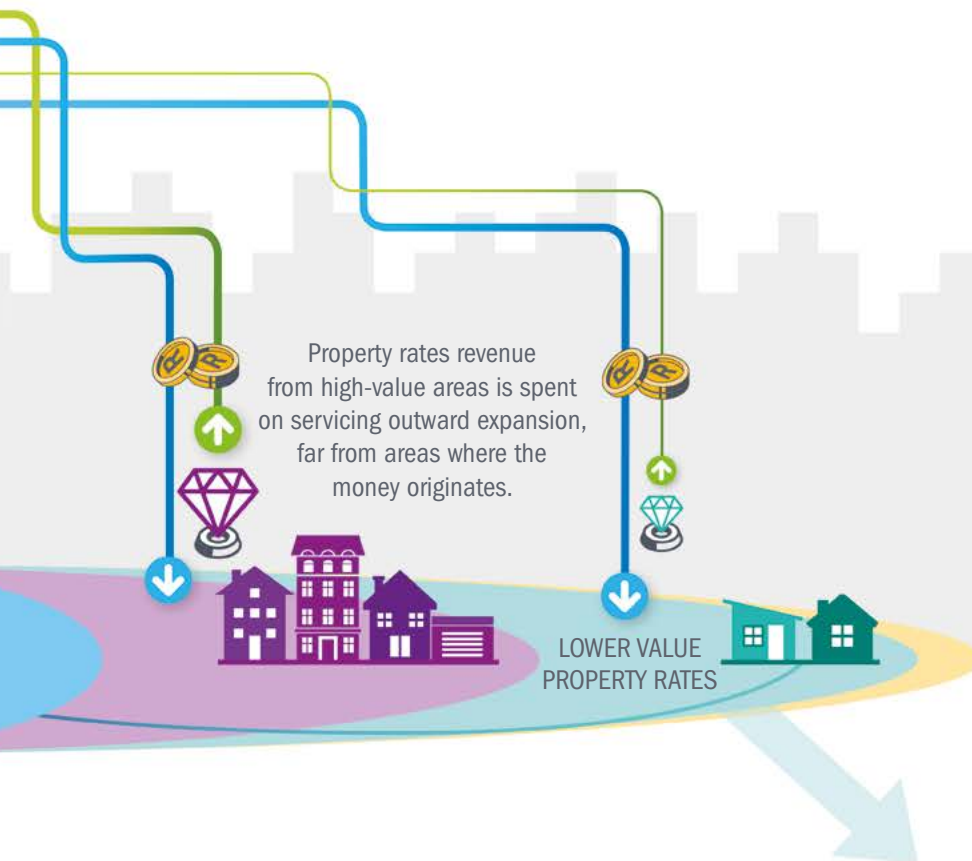 Property rates revenue
from high-value areas is spent
on servicing outward expansion,
far from areas where the
money originates.
R R
R R
LOWER VALUE
PROPERTY RATES